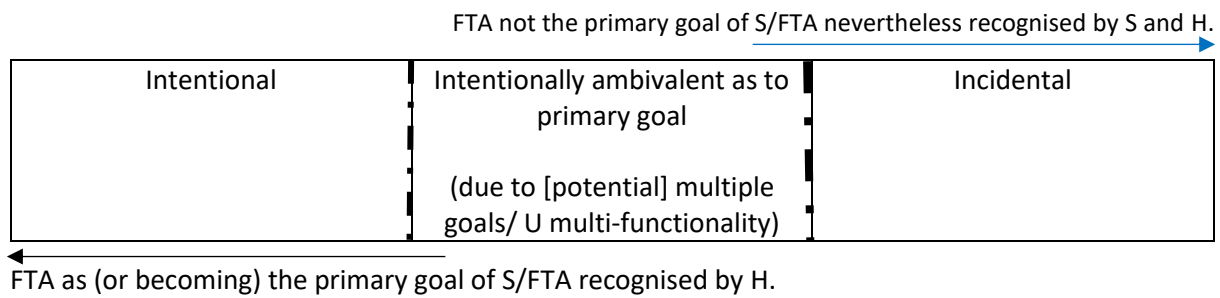 FTA not the primary goal of S/FTA nevertheless recognised by S and H.
Intentional
Intentionally ambivalent as to
primary goal
(due to [potential] multiple
goals/ U multi-functionality)
Incidental
FTA as (or becoming) the primary goal of S/FTA recognised by H.